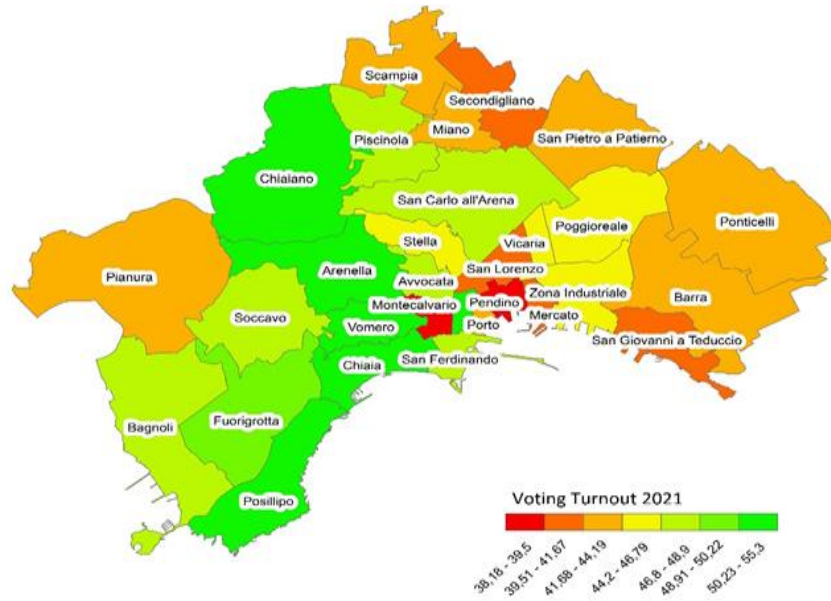 Scampia
Secondigliano
Miano
San Pietro a Patierno
Piscinola
Chiaiano
San Carlo all'Arena
Ponticelli
Poggioreale
Stella
Vicaria
Arenella
San Lorenzo
Pianura
Avvocata
Zona Industriale
Barra
Montecalvario
Pendino
Soccavo
Mercato
Vomero
Porto
San Giovanni a Teduccio
San Ferdinando
Chiaia
Fuorigrotta
Bagnoli
Posillipo
Voting Turnout 2021
38,18 - 39,5
39,51 - 41,67
41,68 - 44,19
44,2 - 46,79
46,8 - 48,9
48,91 - 50,22
50,23 - 55,3